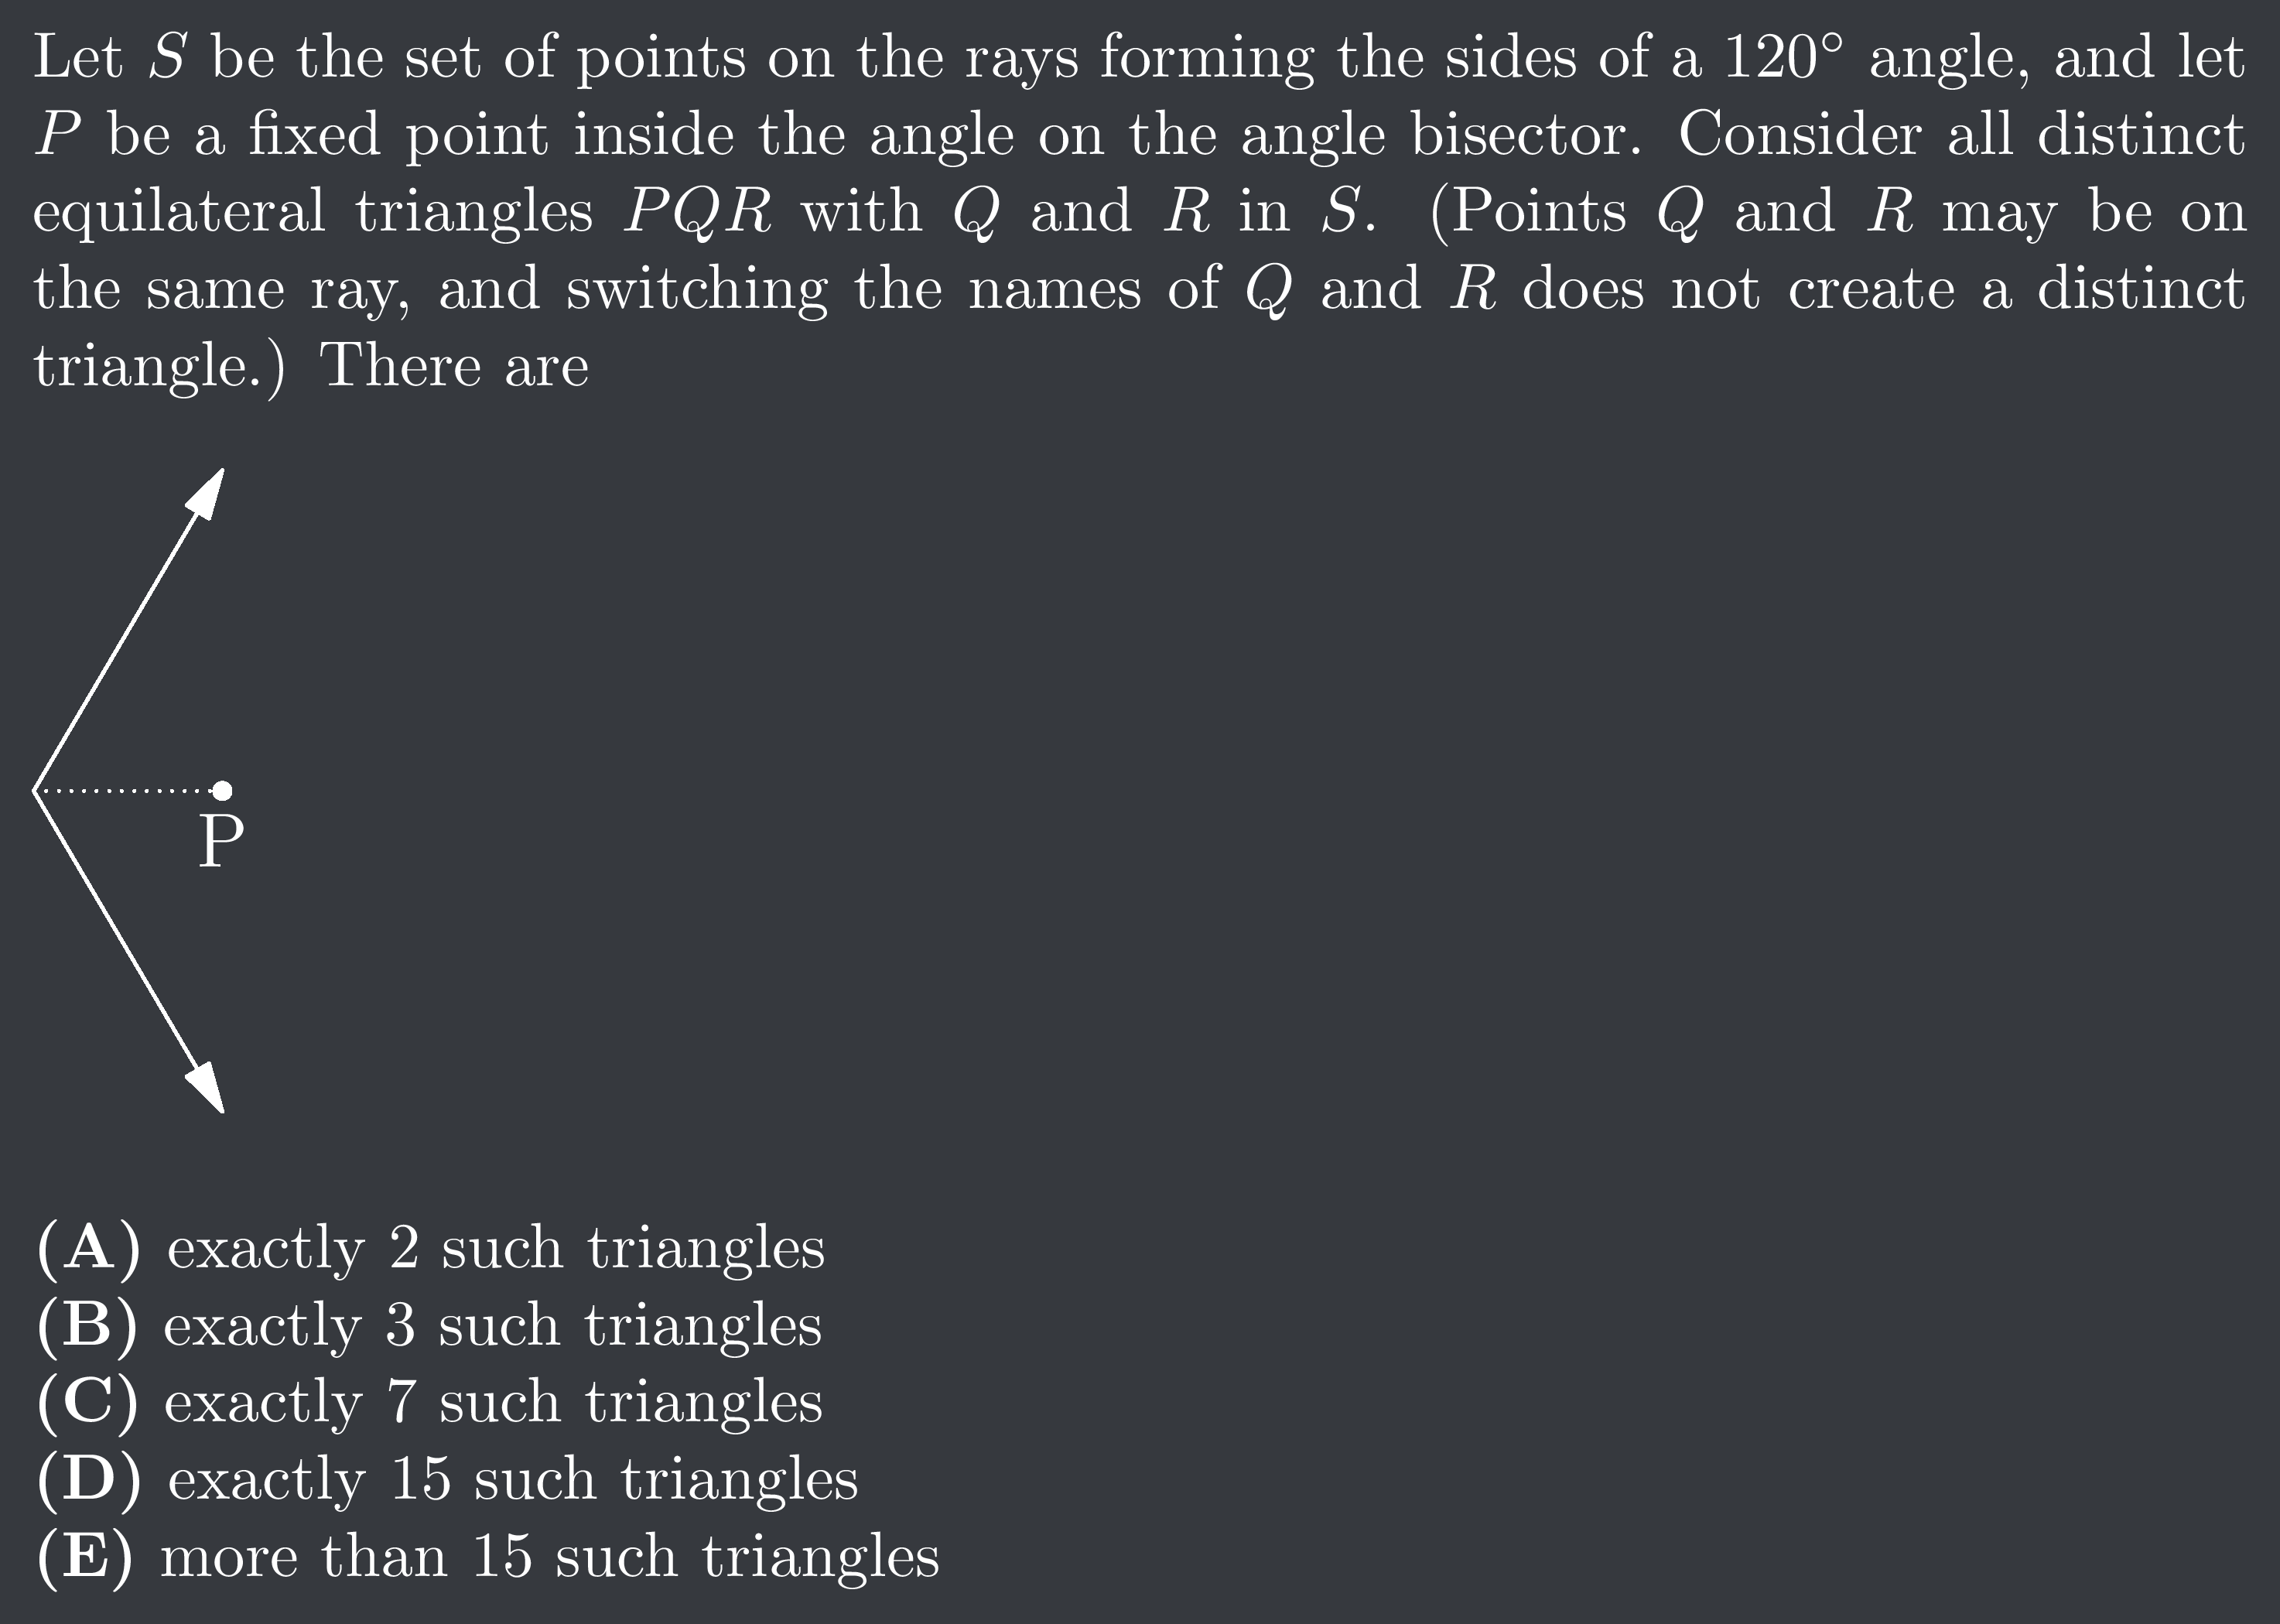 Let S be the set of points on the rays forming the sides of a 120° angle, and let
P be a fixed point inside the angle on the angle bisector. Consider all distinct
equilateral triangles PQR with Q and R in S. (Points Q and R may be on
the same ray, and switching the names of Q and R does not create a distinct
triangle.) There are
P
(A) exactly 2 such triangles
(B) exactly 3 such triangles
(C) exactly 7 such triangles
(D) exactly 15 such triangles
(E) more than 15 such triangles